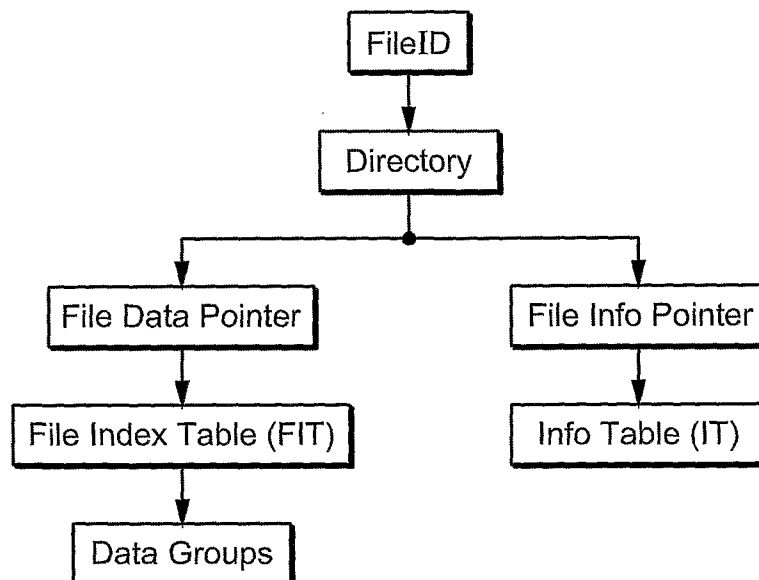 FileID
Directory
File Data Pointer
File Info Pointer
File Index Table (FIT)
Info Table (IT)
Data Groups